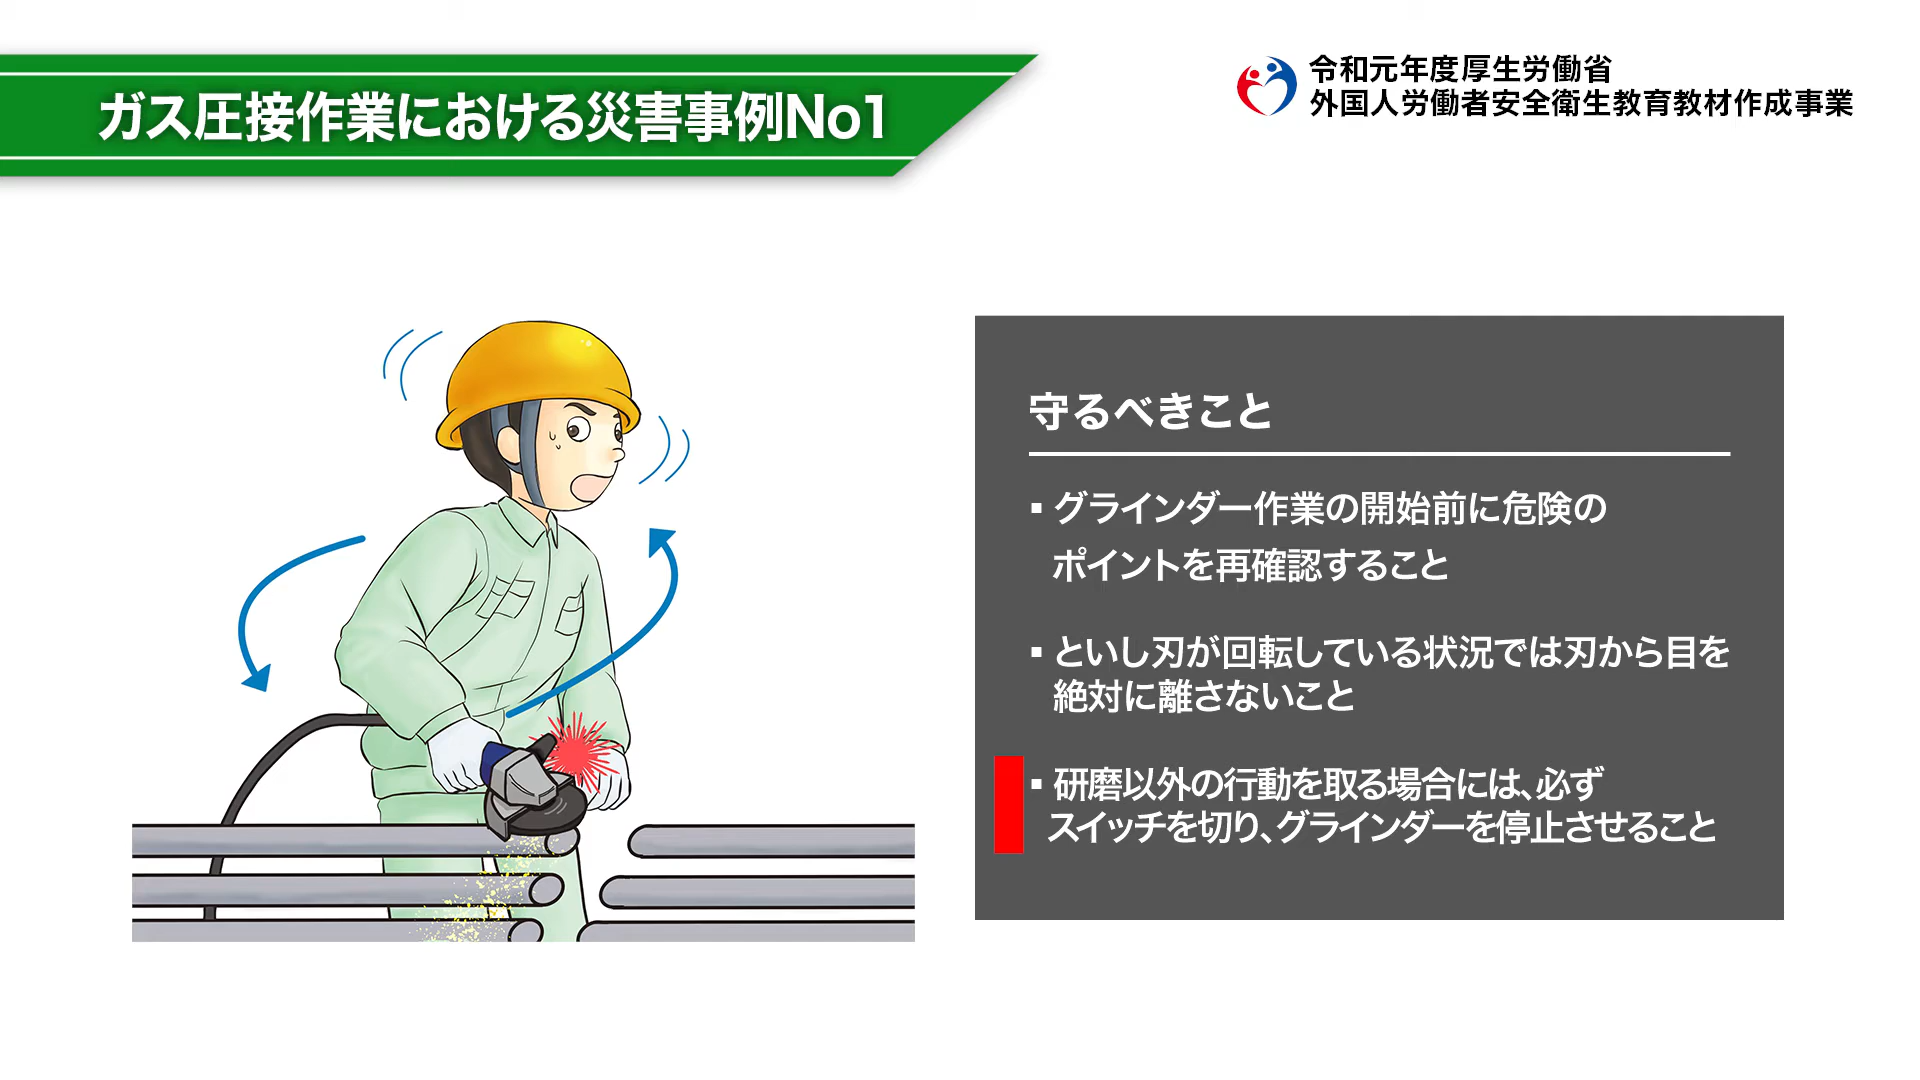 ガス圧接作業における災害事例No1
令和元年度厚生労働省
外国人労働者安全衛生教育教材作成事業
守るべきこと
▪ グラインダー作業の開始前に危険の
ポイントを再確認すること
▪ といし刃が回転している状況では刃から目を
絶対に離さないこと
▪ 研磨以外の行動を取る場合には、必ず
スイッチを切り、グラインダーを停止させること